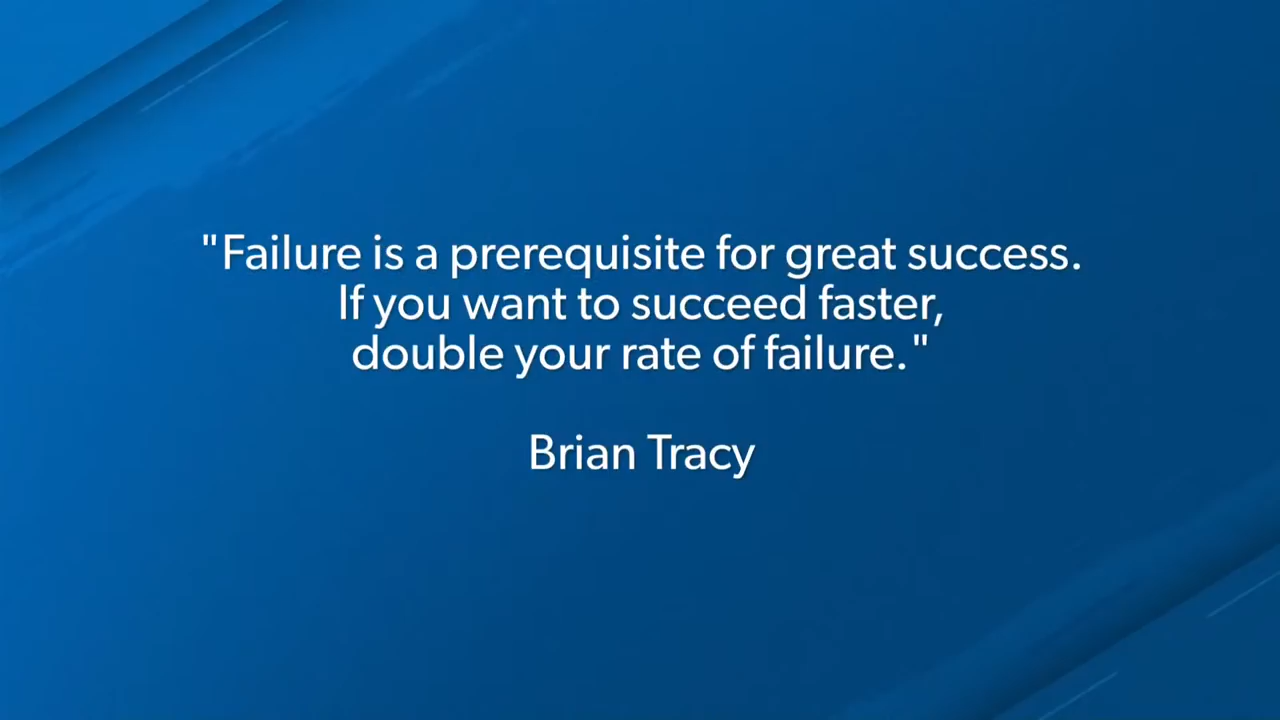 "Failure is a prerequisite for great success.
If you want to succeed faster,
double your rate of failure."
Brian Tracy